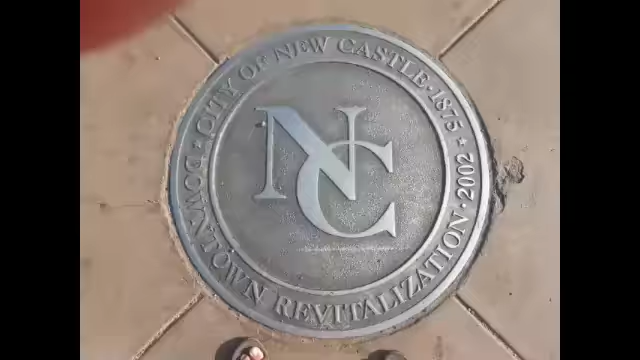 CITY OF NEW CASTLE • 1875 •
NC
DOWNTOWN REVITALIZATION • 2002 •